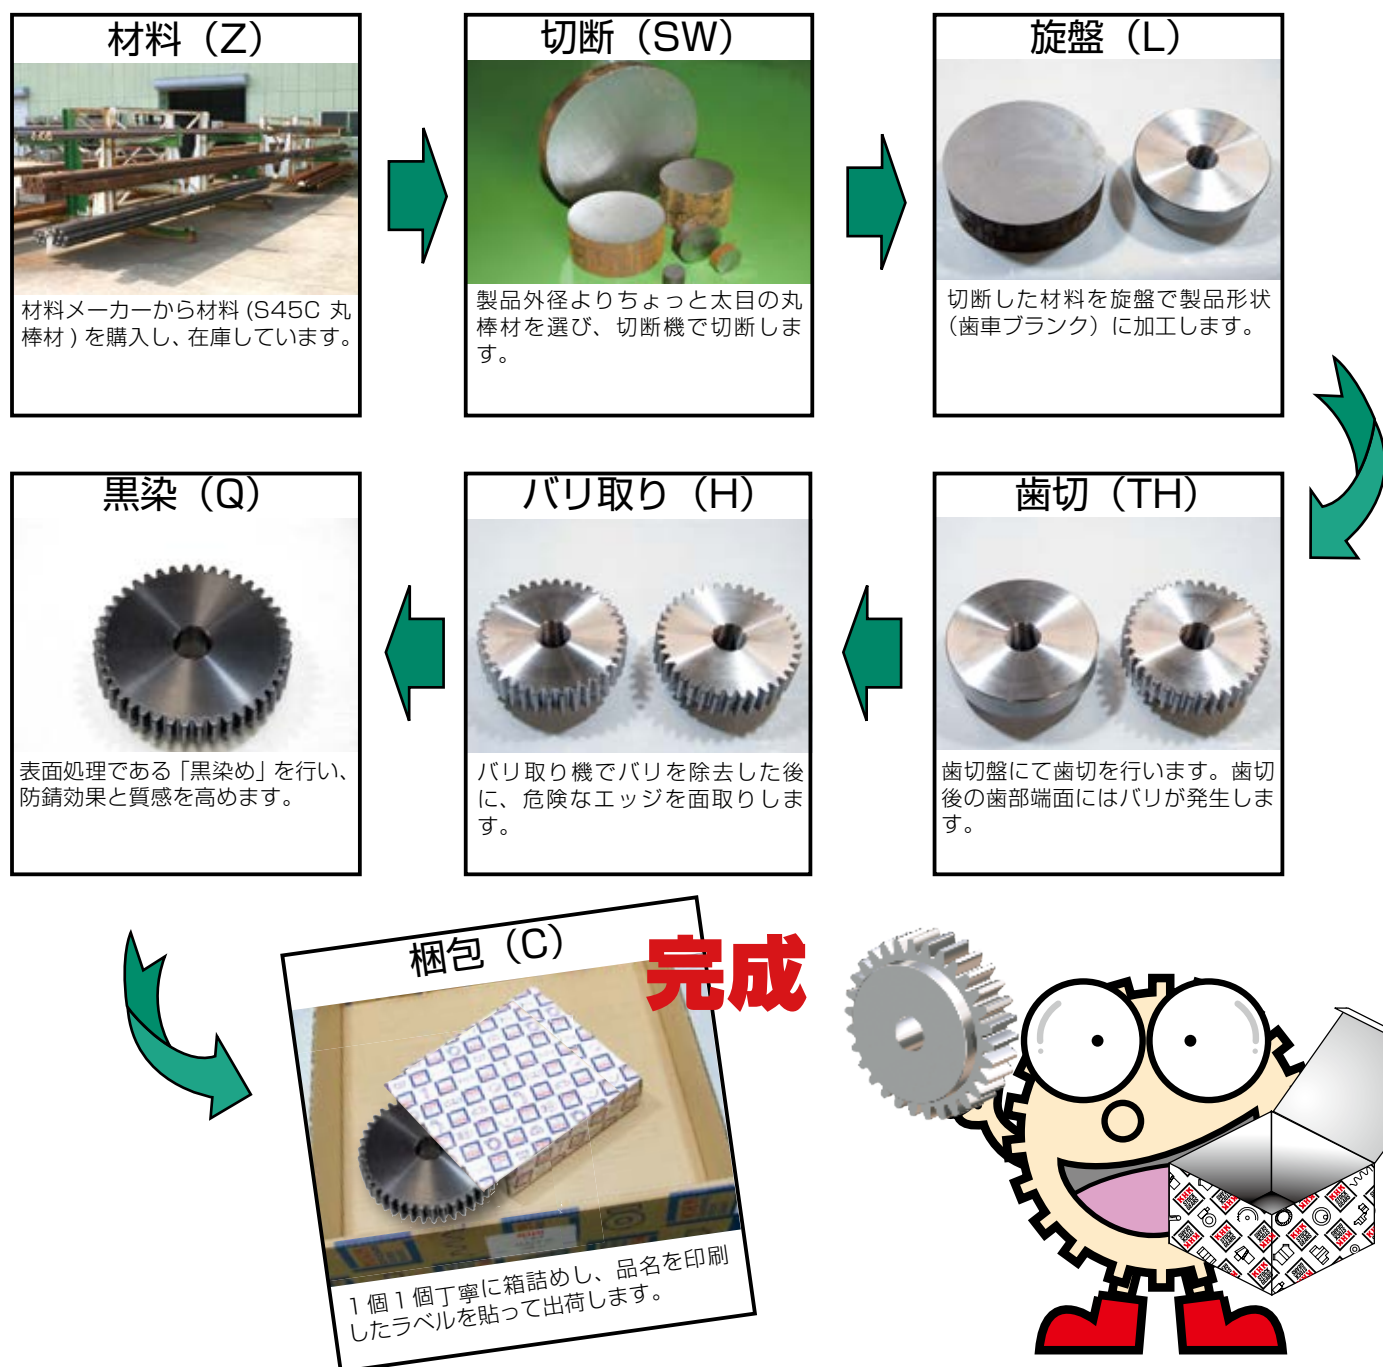 材料（Z）
材料メーカーから材料 (S45C 丸
棒材 ) を購入し、在庫しています。
切断（SW）
製品外径よりちょっと太目の丸
棒材を選び、切断機で切断しま
す。
旋盤（L）
切断した材料を旋盤で製品形状
（歯車ブランク）に加工します。
歯切（TH）
歯切盤にて歯切を行います。歯切
後の歯部端面にはバリが発生しま
す。
バリ取り（H）
バリ取り機でバリを除去した後
に、危険なエッジを面取りしま
す。
黒染（Q）
表面処理である「黒染め」を行い、
防錆効果と質感を高めます。
梱包（C）
1 個 1 個丁寧に箱詰めし、品名を印刷
したラベルを貼って出荷します。
完成
KHK